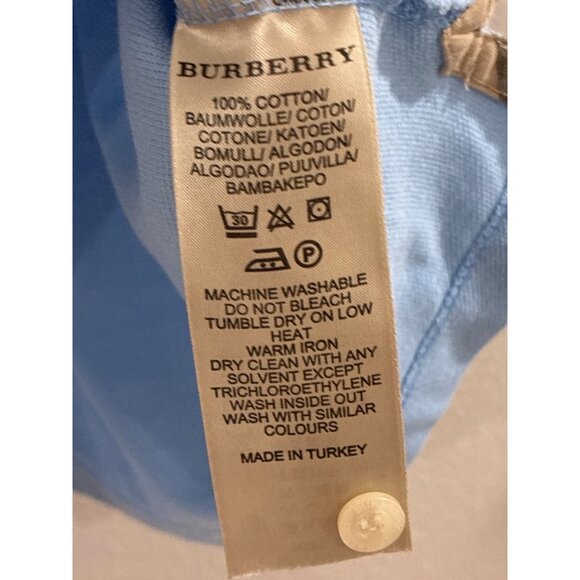 BURBERRY
100% COTTON/
BAUMWOLLE/ COTON/
COTONE/ KATOEN/
BOMULL/ ALGODON/
ALGODAO/ PUUVILLA/
BAMBAKEPO
30
P
MACHINE WASHABLE
DO NOT BLEACH
TUMBLE DRY ON LOW
HEAT
WARM IRON
DRY CLEAN WITH ANY
SOLVENT EXCEPT
TRICHLOROETHYLENE
WASH INSIDE OUT
WASH WITH SIMILAR
COLOURS
MADE IN TURKEY